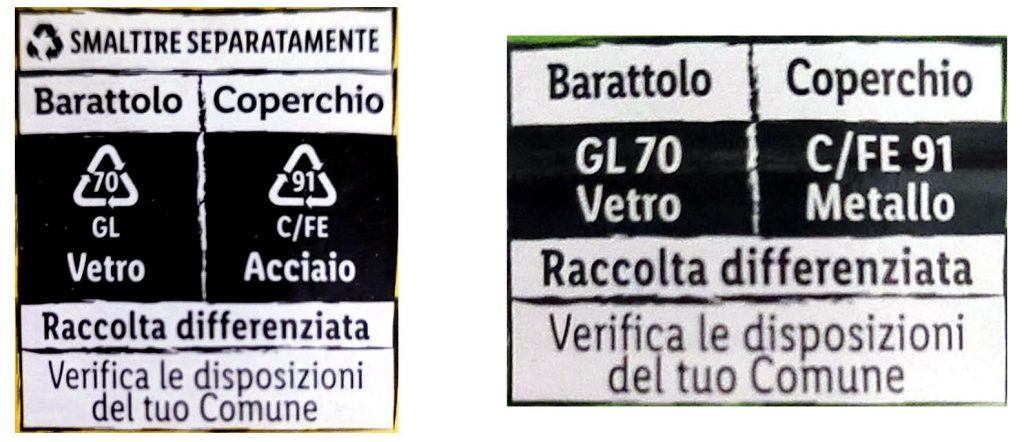 SMALTIRE SEPARATAMENTE
Barattolo Coperchio
70 91
GL C/FE
Vetro Acciaio
Raccolta differenziata
Verifica le disposizioni
del tuo Comune
Barattolo Coperchio
GL 70 C/FE 91
Vetro Metallo
Raccolta differenziata
Verifica le disposizioni
del tuo Comune